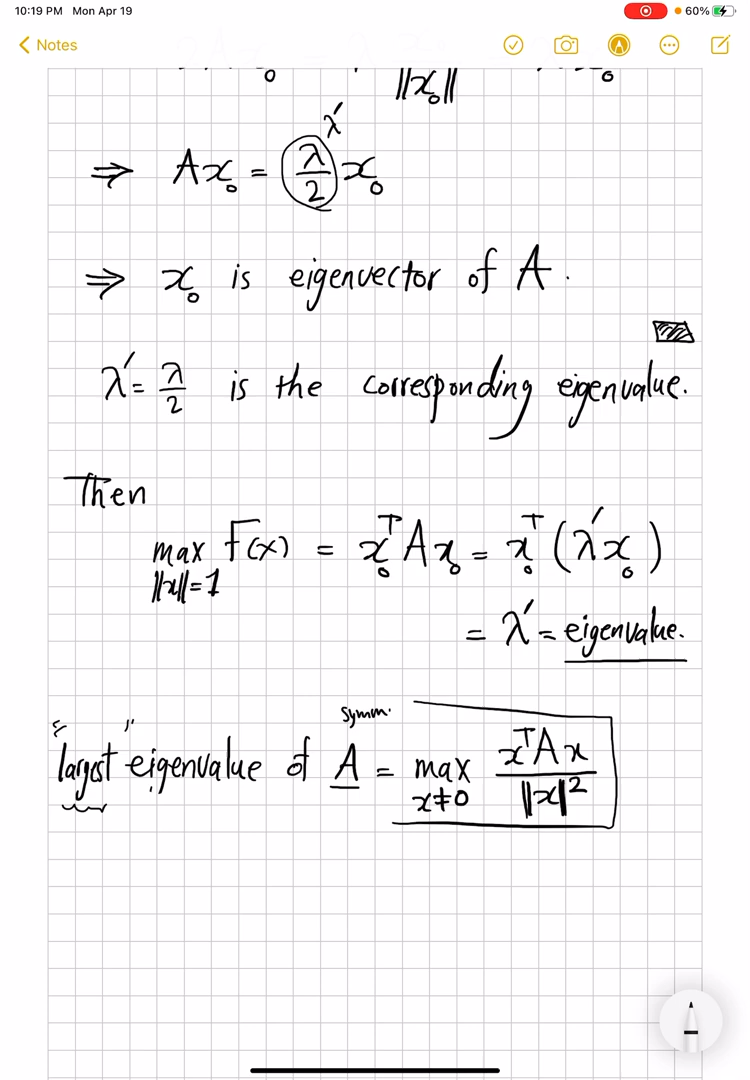 10:19 PM Mon Apr 19
60%
Notes
‖x₀‖
⇒ Ax₀ = (λ/2) x₀
λ′
⇒ x₀ is eigenvector of A.
λ′ = λ/2 is the corresponding eigenvalue.
Then
max F(x) = x₀ᵀAx₀ = x₀ᵀ(λ′x₀)
‖x‖=1
= λ′ = eigenvalue.
symm.
"largest" eigenvalue of A = max xᵀAx / ‖x‖²
x≠0